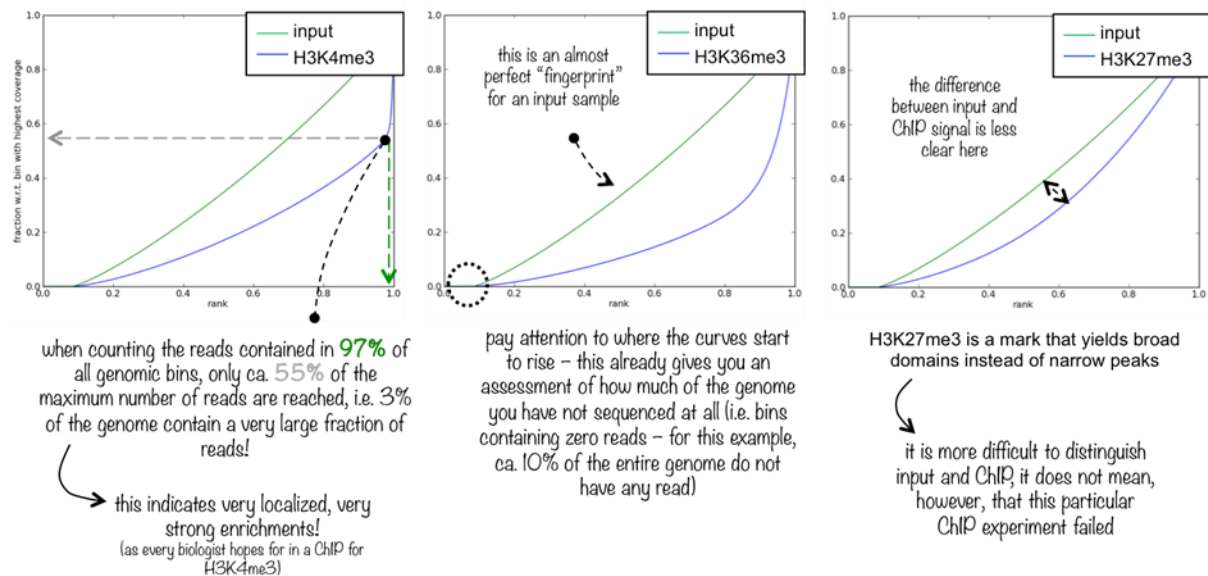 input
H3K4me3
fraction w.r.t. bin with highest coverage
1.0
0.8
0.6
0.4
0.2
0.0
0.0 0.2 0.4 0.6 0.8 1.0
rank
when counting the reads contained in 97% of
all genomic bins, only ca. 55% of the
maximum number of reads are reached, i.e. 3%
of the genome contain a very large fraction of
reads!
this indicates very localized, very
strong enrichments!
(as every biologist hopes for in a ChIP for
H3K4me3)
input
H3K36me3
this is an almost
perfect “fingerprint”
for an input sample
1.0
0.8
0.6
0.4
0.2
0.0
0.0 0.2 0.4 0.6 0.8 1.0
rank
pay attention to where the curves start
to rise – this already gives you an
assessment of how much of the genome
you have not sequenced at all (i.e. bins
containing zero reads – for this example,
ca. 10% of the entire genome do not
have any read)
input
H3K27me3
the difference
between input and
ChIP signal is less
clear here
1.0
0.8
0.6
0.4
0.2
0.0
0.0 0.2 0.4 0.6 0.8 1.0
rank
H3K27me3 is a mark that yields broad
domains instead of narrow peaks
it is more difficult to distinguish
input and ChIP, it does not mean,
however, that this particular
ChIP experiment failed